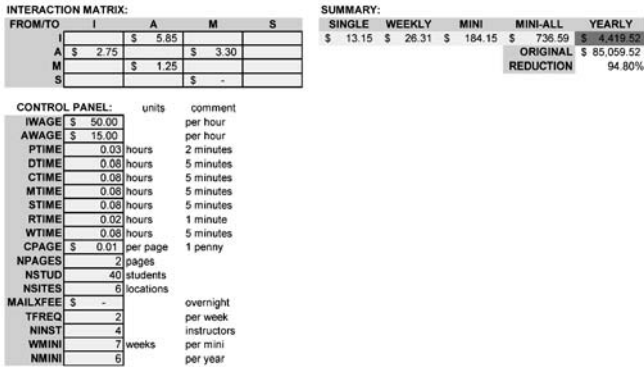 INTERACTION MATRIX:
FROM/TO I A M S
I $ 5.85
A $ 2.75 $ 3.30
M $ 1.25
S $ -
SUMMARY:
SINGLE WEEKLY MINI MINI-ALL YEARLY
$ 13.15 $ 26.31 $ 184.15 $ 736.59 $ 4,419.52
ORIGINAL $ 85,059.52
REDUCTION 94.80%
CONTROL PANEL: units comment
IWAGE $ 50.00 per hour
AWAGE $ 15.00 per hour
PTIME 0.03 hours 2 minutes
DTIME 0.08 hours 5 minutes
CTIME 0.08 hours 5 minutes
MTIME 0.08 hours 5 minutes
STIME 0.08 hours 5 minutes
RTIME 0.02 hours 1 minute
WTIME 0.08 hours 5 minutes
CPAGE $ 0.01 per page 1 penny
NPAGES 2 pages
NSTUD 40 students
NSITES 6 locations
MAILXFEE $ - overnight
TFREQ 2 per week
NINST 4 instructors
WMINI 7 weeks per mini
NMINI 6 per year